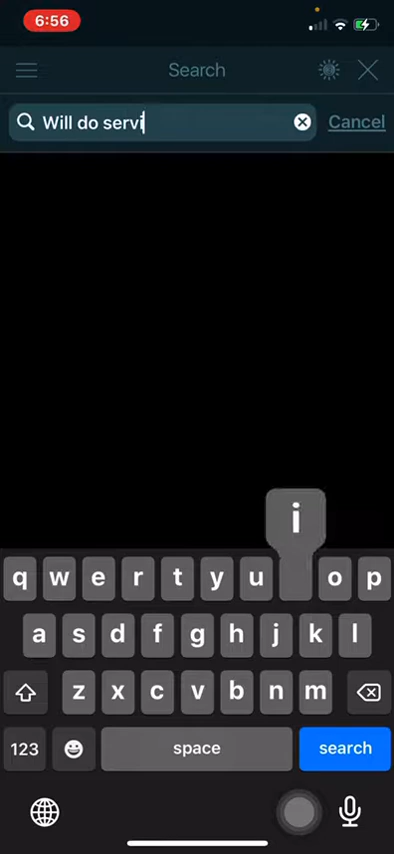 6:56
Search
Will do servi
Cancel
i
q w e r t y u o p
a s d f g h j k l
z x c v b n m
123 space search